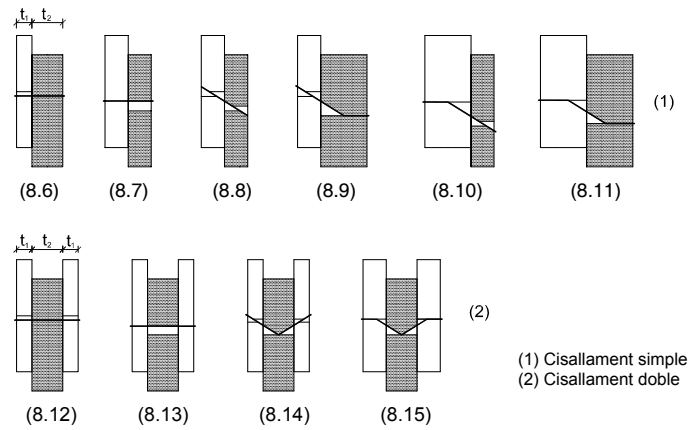 t₁ t₂
(1)
(8.6) (8.7) (8.8) (8.9) (8.10) (8.11)
t₁ t₂ t₁
(2)
(1) Cisallament simple
(2) Cisallament doble
(8.12) (8.13) (8.14) (8.15)